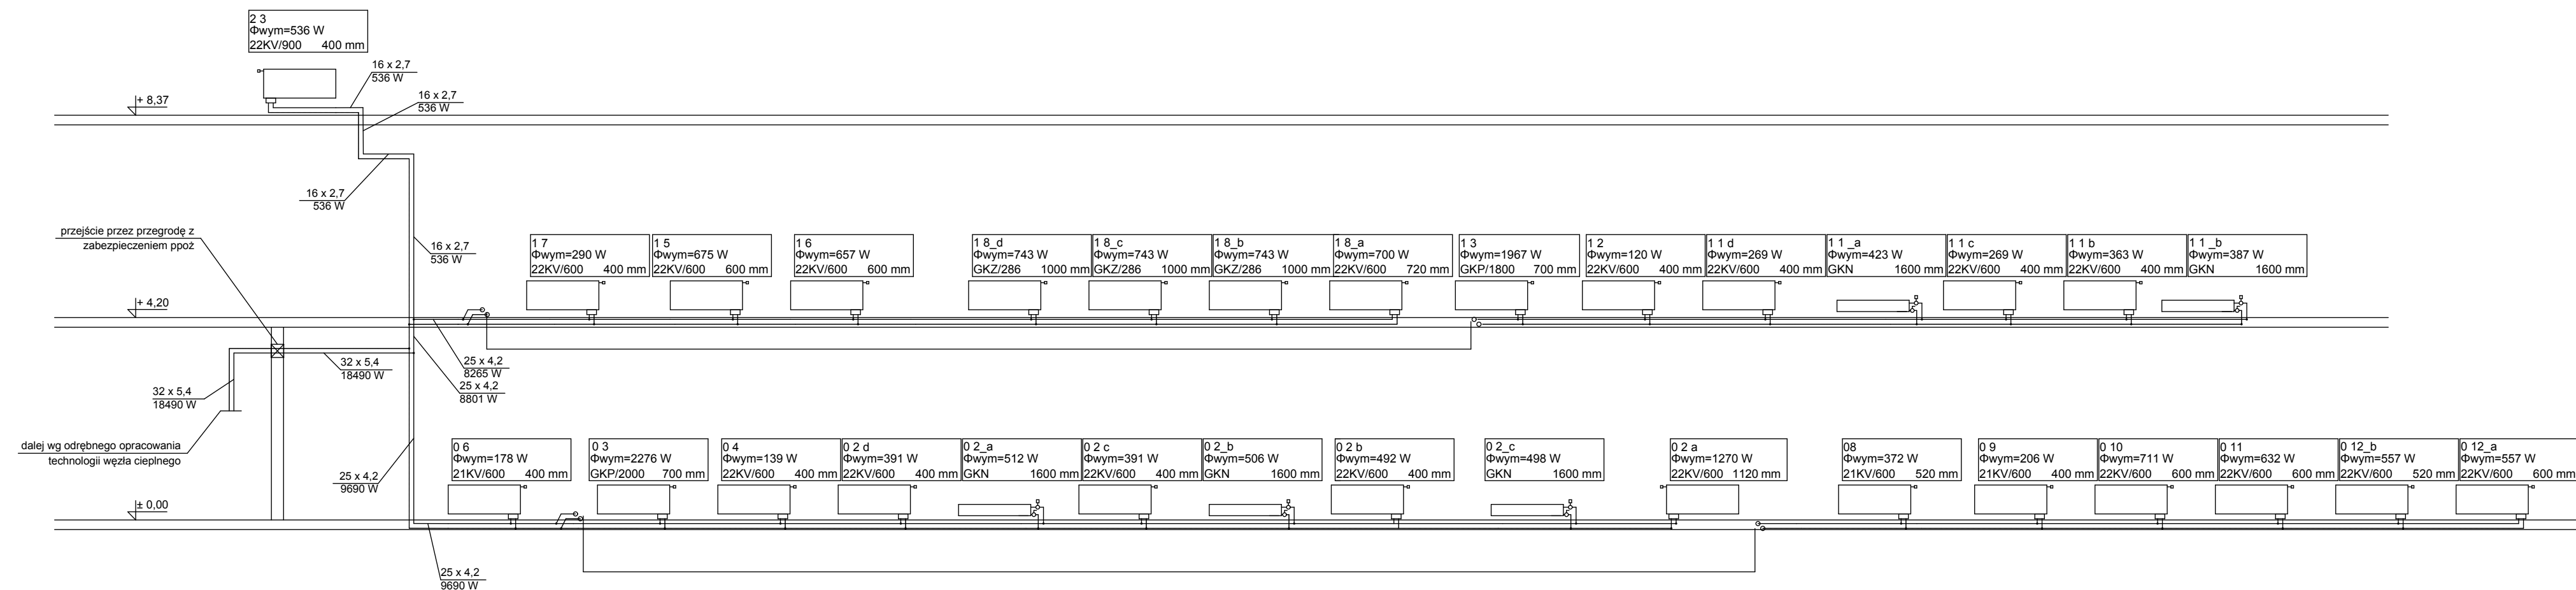 2 3
Φwym=536 W
22KV/900 400 mm
16 x 2,7
536 W
16 x 2,7
536 W
+ 8,37
16 x 2,7
536 W
przejście przez przegrodę z
zabezpieczeniem ppoż
16 x 2,7
536 W
1 7
Φwym=290 W
22KV/600 400 mm
1 5
Φwym=675 W
22KV/600 600 mm
1 6
Φwym=657 W
22KV/600 600 mm
1 8_d
Φwym=743 W
GKZ/286 1000 mm
1 8_c
Φwym=743 W
GKZ/286 1000 mm
1 8_b
Φwym=743 W
GKZ/286 1000 mm
1 8_a
Φwym=700 W
22KV/600 720 mm
1 3
Φwym=1967 W
GKP/1800 700 mm
1 2
Φwym=120 W
22KV/600 400 mm
1 1 d
Φwym=269 W
22KV/600 400 mm
1 1 _a
Φwym=423 W
GKN 1600 mm
1 1 c
Φwym=269 W
22KV/600 400 mm
1 1 b
Φwym=363 W
22KV/600 400 mm
1 1 _b
Φwym=387 W
GKN 1600 mm
+ 4,20
32 x 5,4
18490 W
25 x 4,2
8265 W
25 x 4,2
8801 W
32 x 5,4
18490 W
dalej wg odrębnego opracowania
technologii węzła cieplnego
25 x 4,2
9690 W
0 6
Φwym=178 W
21KV/600 400 mm
0 3
Φwym=2276 W
GKP/2000 700 mm
0 4
Φwym=139 W
22KV/600 400 mm
0 2 d
Φwym=391 W
22KV/600 400 mm
0 2_a
Φwym=512 W
GKN 1600 mm
0 2 c
Φwym=391 W
22KV/600 400 mm
0 2_b
Φwym=506 W
GKN 1600 mm
0 2 b
Φwym=492 W
22KV/600 400 mm
0 2_c
Φwym=498 W
GKN 1600 mm
0 2 a
Φwym=1270 W
22KV/600 1120 mm
08
Φwym=372 W
21KV/600 520 mm
0 9
Φwym=206 W
21KV/600 400 mm
0 10
Φwym=711 W
22KV/600 600 mm
0 11
Φwym=632 W
22KV/600 600 mm
0 12_b
Φwym=557 W
22KV/600 520 mm
0 12_a
Φwym=557 W
22KV/600 600 mm
± 0,00
25 x 4,2
9690 W